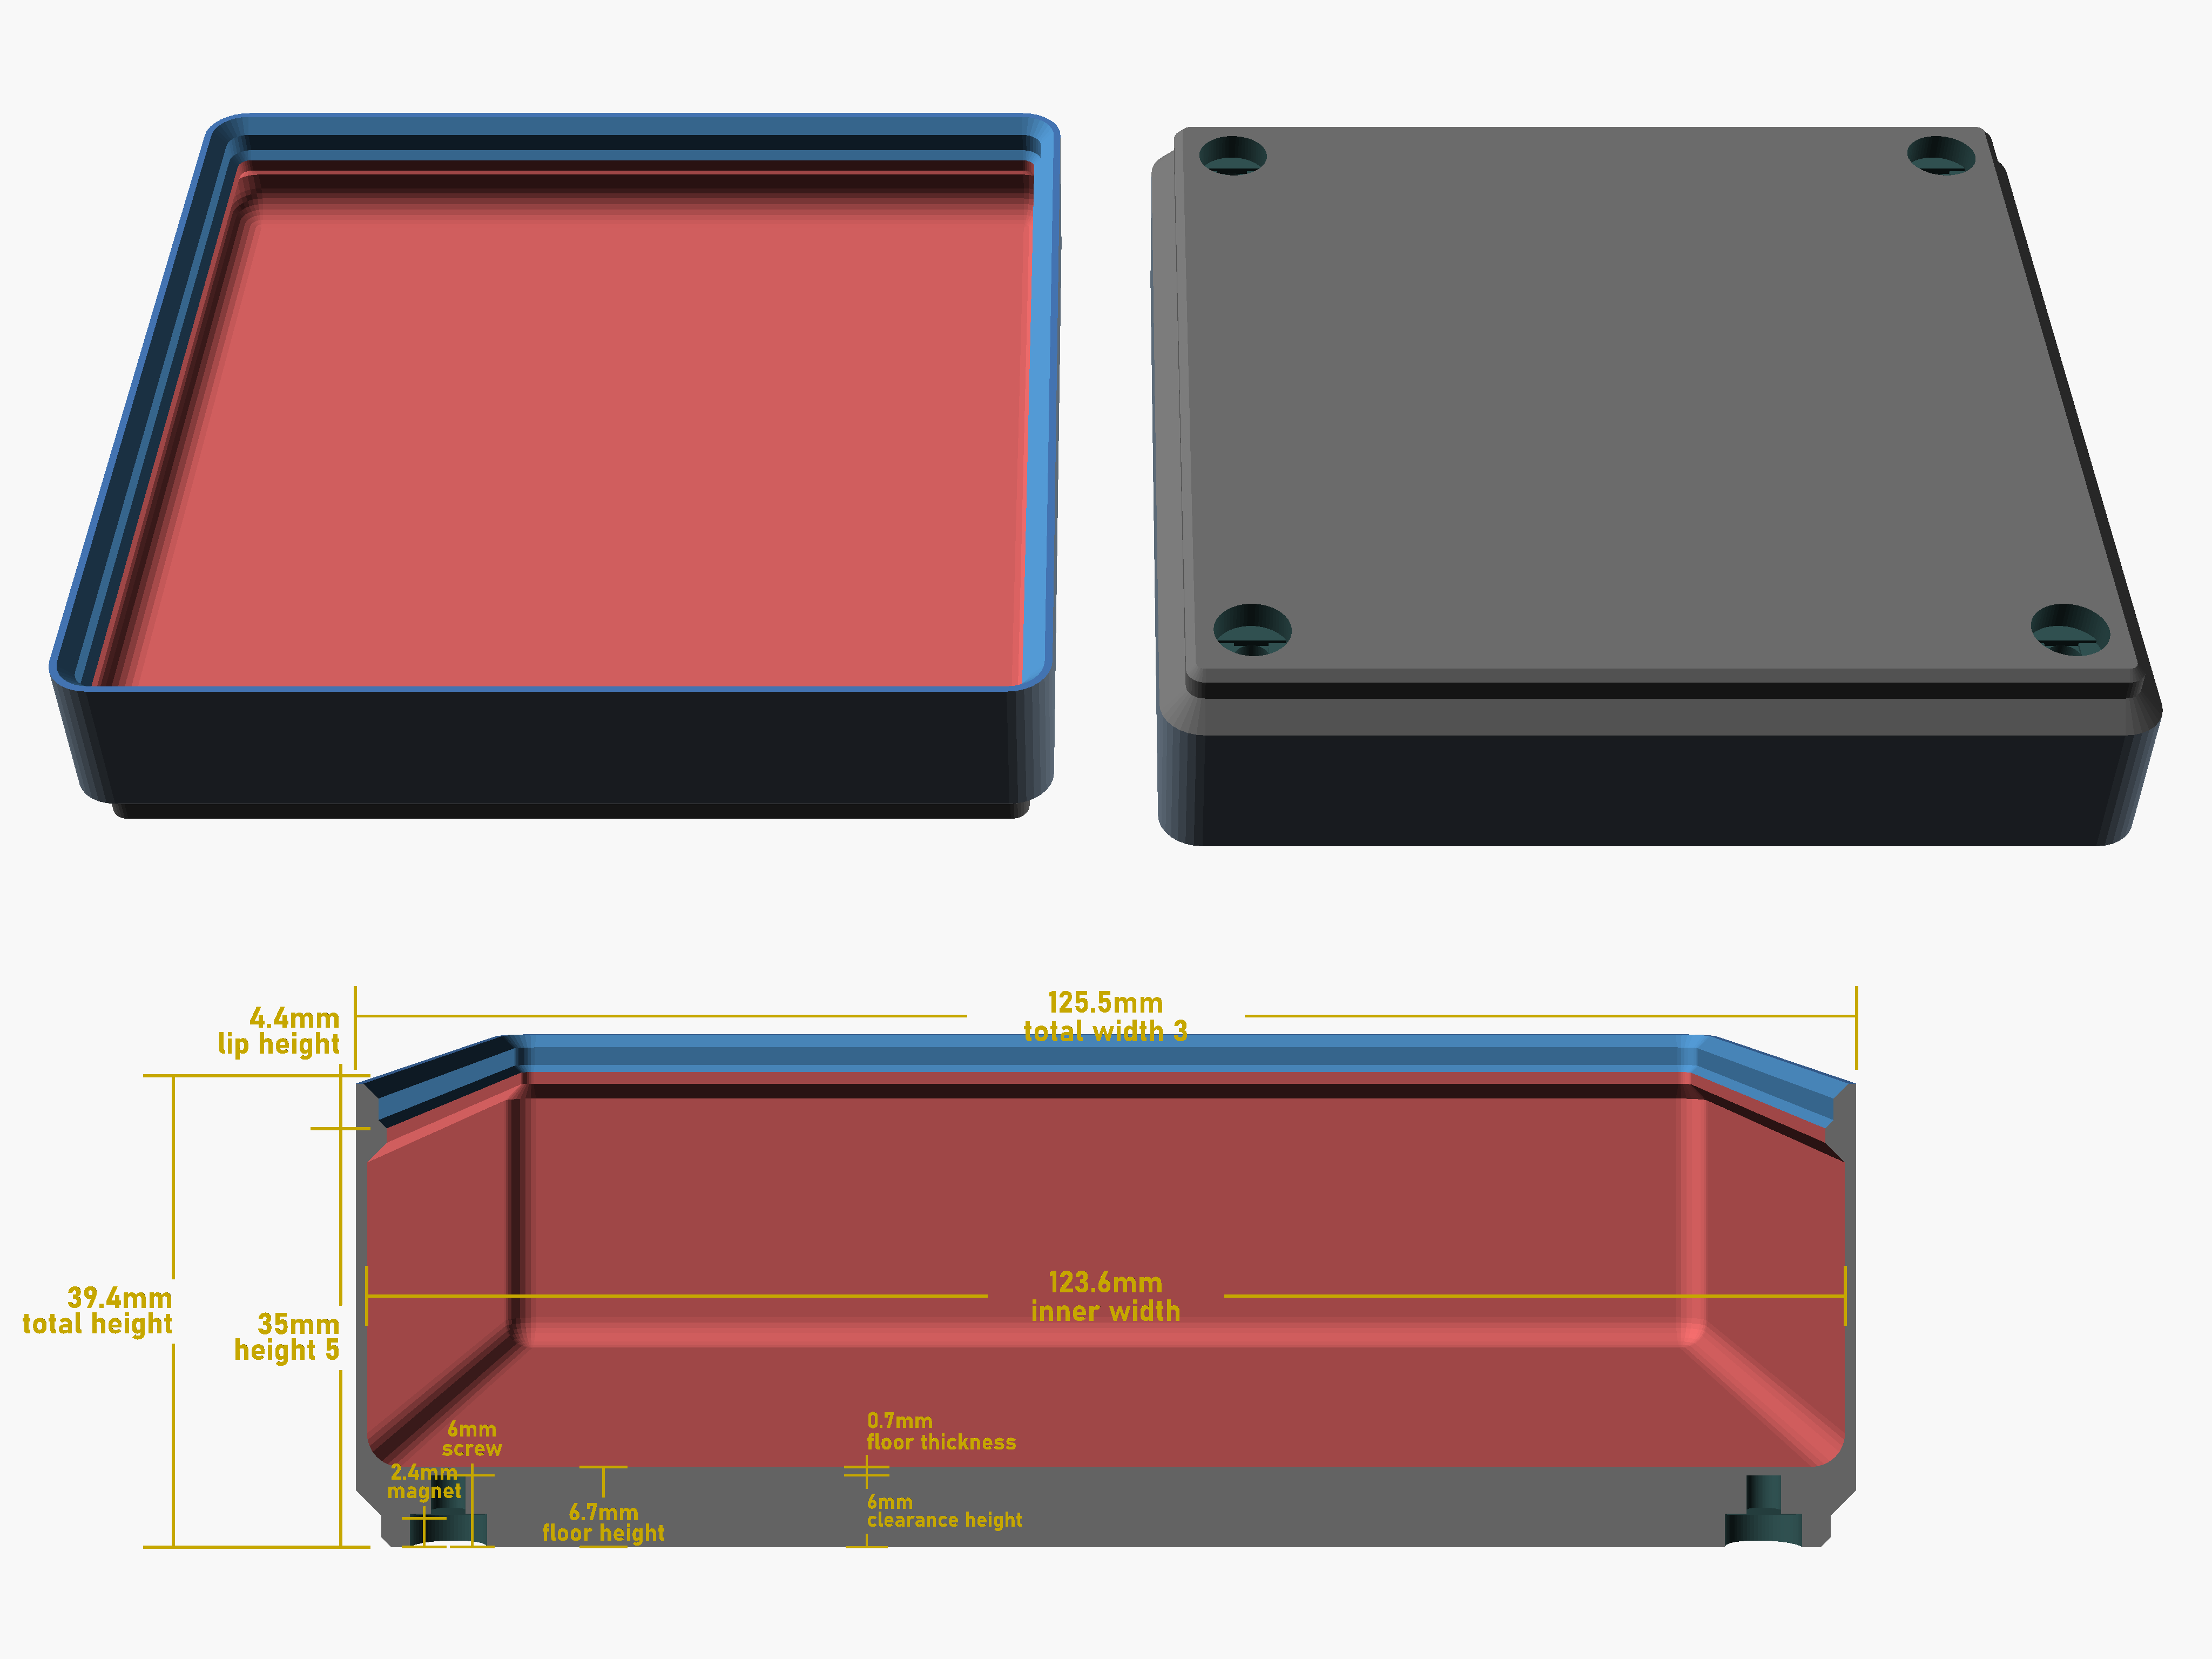 125.5mm
total width 3
4.4mm
lip height
123.6mm
inner width
39.4mm
total height
35mm
height 5
6mm
screw
2.4mm
magnet
0.7mm
floor thickness
6.7mm
floor height
6mm
clearance height